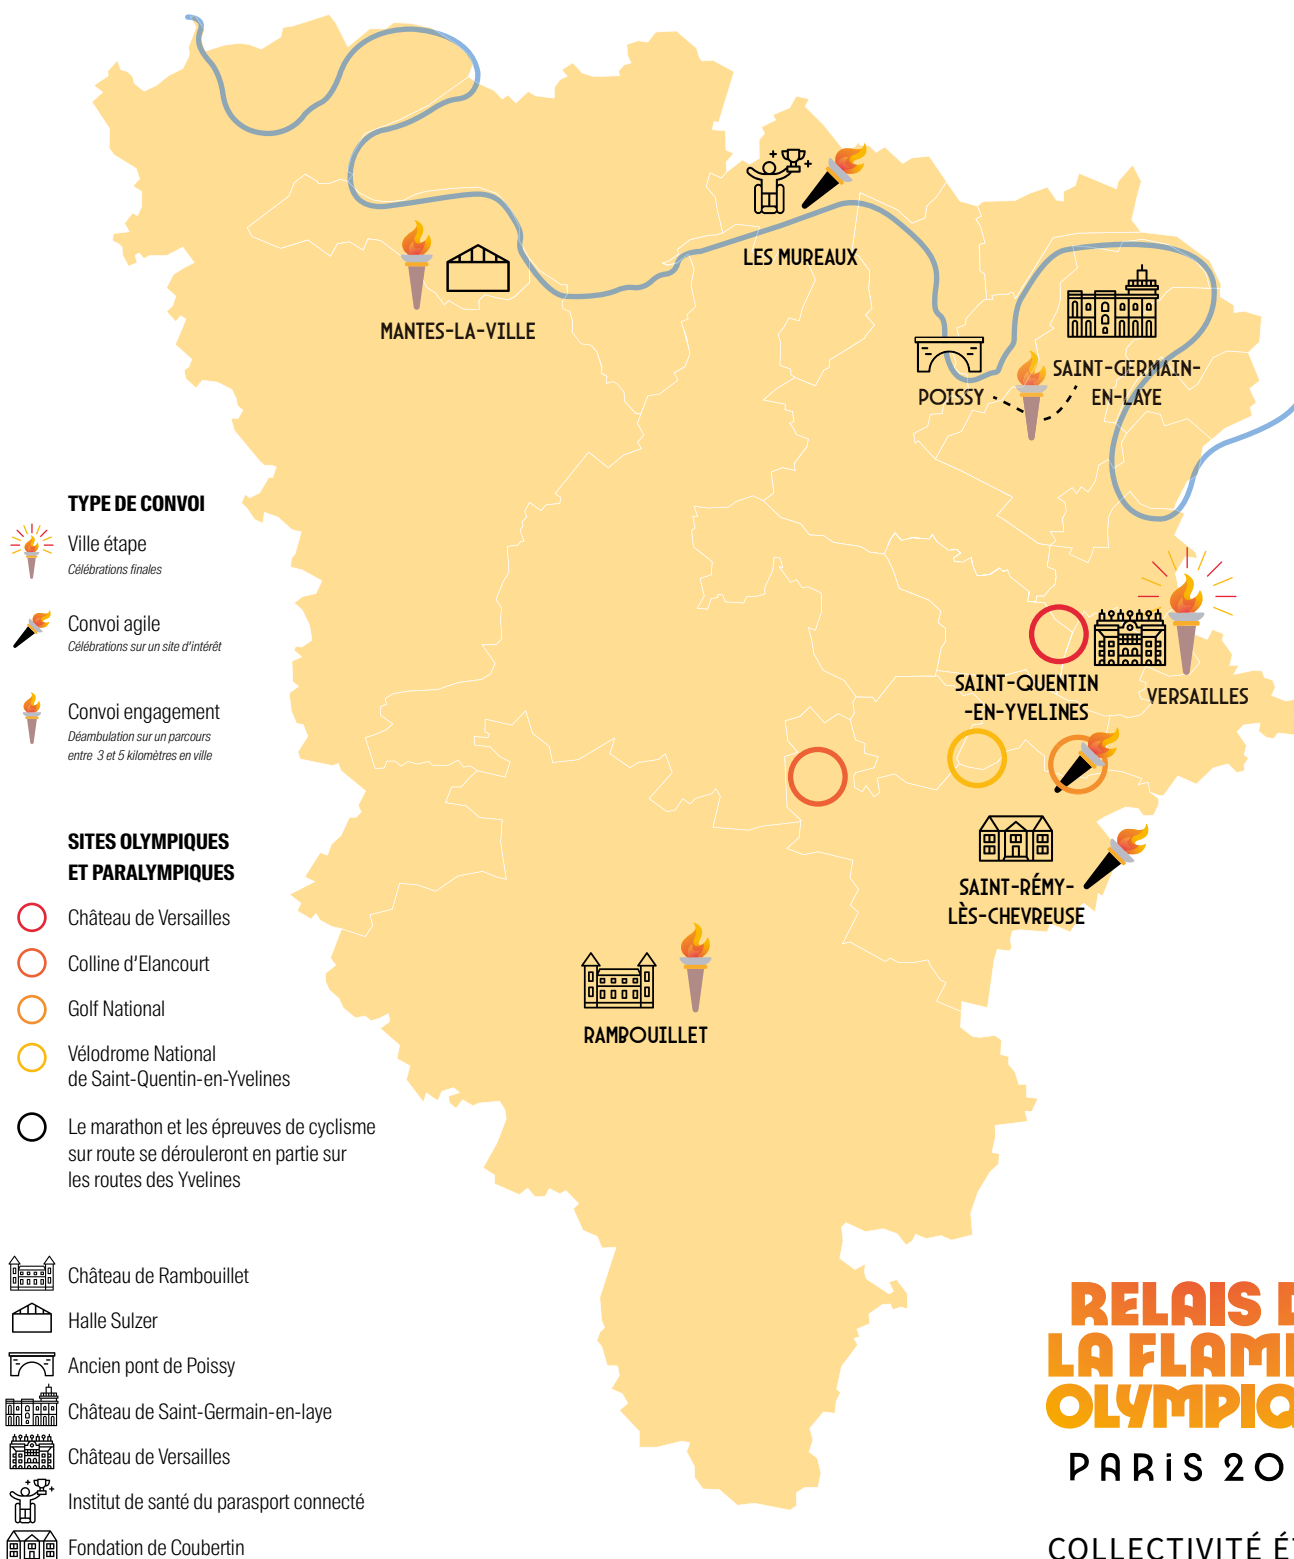 LES MUREAUX
MANTES-LA-VILLE
POISSY
SAINT-GERMAIN-
EN-LAYE
TYPE DE CONVOI
Ville étape
Célébrations finales
Convoi agile
Célébrations sur un site d'intérêt
Convoi engagement
Déambulation sur un parcours
entre 3 et 5 kilomètres en ville
SAINT-QUENTIN
-EN-YVELINES
VERSAILLES
SAINT-RÉMY-
LÈS-CHEVREUSE
RAMBOUILLET
SITES OLYMPIQUES
ET PARALYMPIQUES
Château de Versailles
Colline d'Elancourt
Golf National
Vélodrome National
de Saint-Quentin-en-Yvelines
Le marathon et les épreuves de cyclisme
sur route se dérouleront en partie sur
les routes des Yvelines
Château de Rambouillet
Halle Sulzer
Ancien pont de Poissy
Château de Saint-Germain-en-laye
Château de Versailles
Institut de santé du parasport connecté
Fondation de Coubertin
RELAIS
LA
PARiS 20
COLLECTIVITÉ